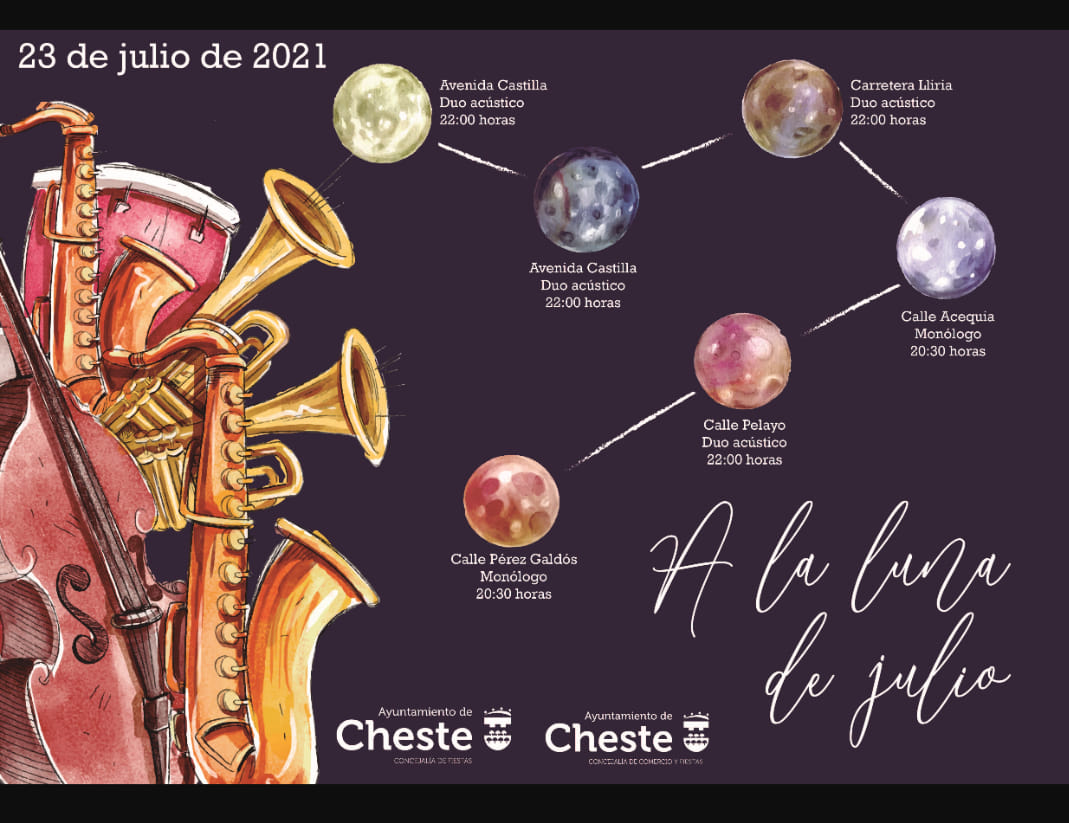 23 de julio de 2021
Avenida Castilla
Duo acústico
22:00 horas
Carretera Lliria
Duo acústico
22:00 horas
Avenida Castilla
Duo acústico
22:00 horas
Calle Acequia
Monólogo
20:30 horas
Calle Pelayo
Duo acústico
22:00 horas
Calle Pérez Galdós
Monólogo
20:30 horas
A la luna
de julio
Ayuntamiento de
Cheste
CONCEJALÍA DE FIESTAS
Ayuntamiento de
Cheste
CONCEJALÍA DE COMERCIO Y FIESTAS